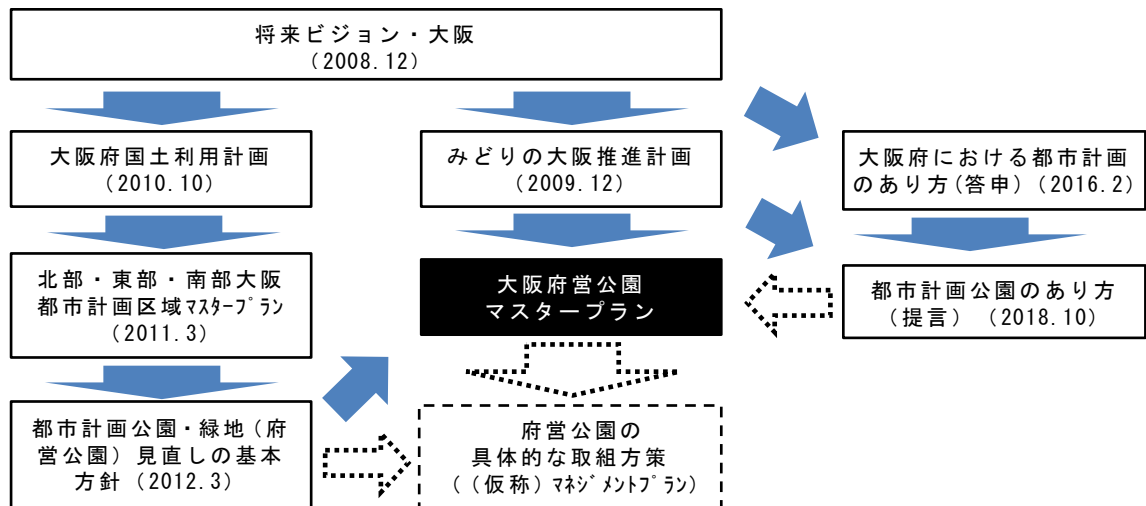 将来ビジョン・大阪
(2008.12)
大阪府国土利用計画
(2010.10)
みどりの大阪推進計画
(2009.12)
大阪府における都市計画
のあり方(答申)(2016.2)
北部・東部・南部大阪
都市計画区域ﾏｽﾀｰﾌﾟﾗﾝ
(2011.3)
大阪府営公園
マスタープラン
都市計画公園のあり方
(提言) (2018.10)
都市計画公園・緑地(府
営公園)見直しの基本
方針(2012.3)
府営公園の
具体的な取組方策
((仮称)ﾏﾈｼﾞﾒﾝﾄﾌﾟﾗﾝ)